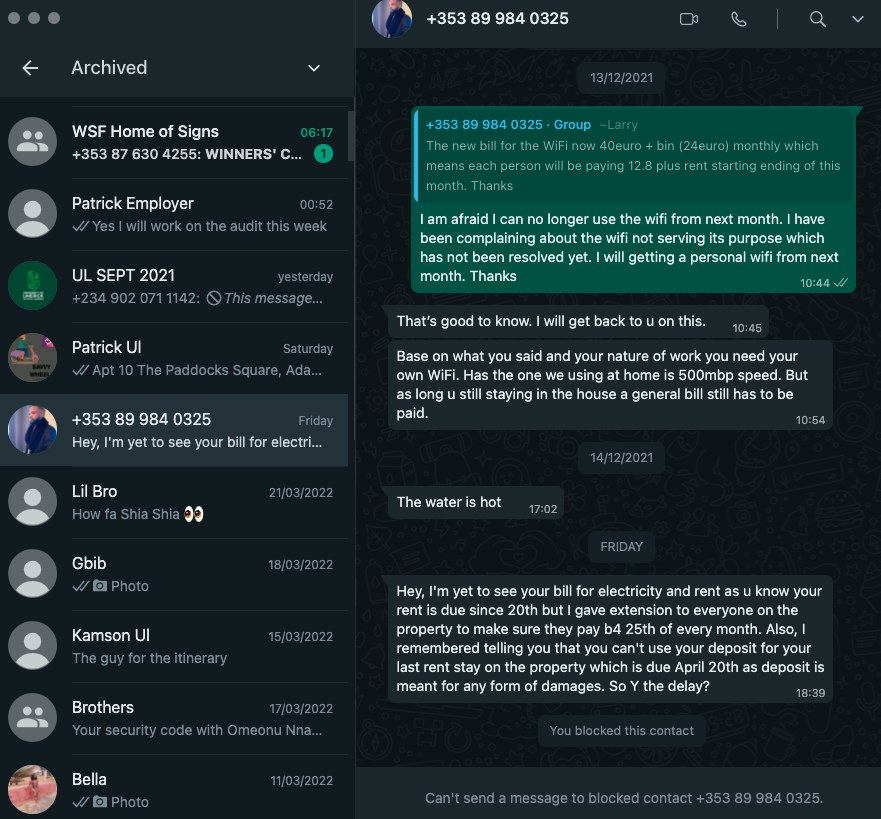 Archived
WSF Home of Signs
06:17
+353 87 630 4255: WINNERS' C...
1
Patrick Employer
00:52
Yes I will work on the audit this week
UL SEPT 2021
yesterday
+234 902 071 1142: This message...
Patrick Ul
Saturday
Apt 10 The Paddocks Square, Ada...
+353 89 984 0325
Friday
Hey, I'm yet to see your bill for electri...
Lil Bro
21/03/2022
How fa Shia Shia 👀
Gbib
18/03/2022
Photo
Kamson Ul
15/03/2022
The guy for the itinerary
Brothers
17/03/2022
Your security code with Omeonu Nna...
Bella
11/03/2022
Photo
+353 89 984 0325
13/12/2021
+353 89 984 0325 · Group ~Larry
The new bill for the WiFi now 40euro + bin (24euro) monthly which
means each person will be paying 12.8 plus rent starting ending of this
month. Thanks
I am afraid I can no longer use the wifi from next month. I have
been complaining about the wifi not serving its purpose which
has not been resolved yet. I will getting a personal wifi from next
month. Thanks
10:44
That's good to know. I will get back to u on this.
10:45
Base on what you said and your nature of work you need your
own WiFi. Has the one we using at home is 500mbp speed. But
as long u still staying in the house a general bill still has to be
paid.
10:54
14/12/2021
The water is hot
17:02
FRIDAY
Hey, I'm yet to see your bill for electricity and rent as u know your
rent is due since 20th but I gave extension to everyone on the
property to make sure they pay b4 25th of every month. Also, I
remembered telling you that you can't use your deposit for your
last rent stay on the property which is due April 20th as deposit is
meant for any form of damages. So Y the delay?
18:39
You blocked this contact
Can't send a message to blocked contact +353 89 984 0325.